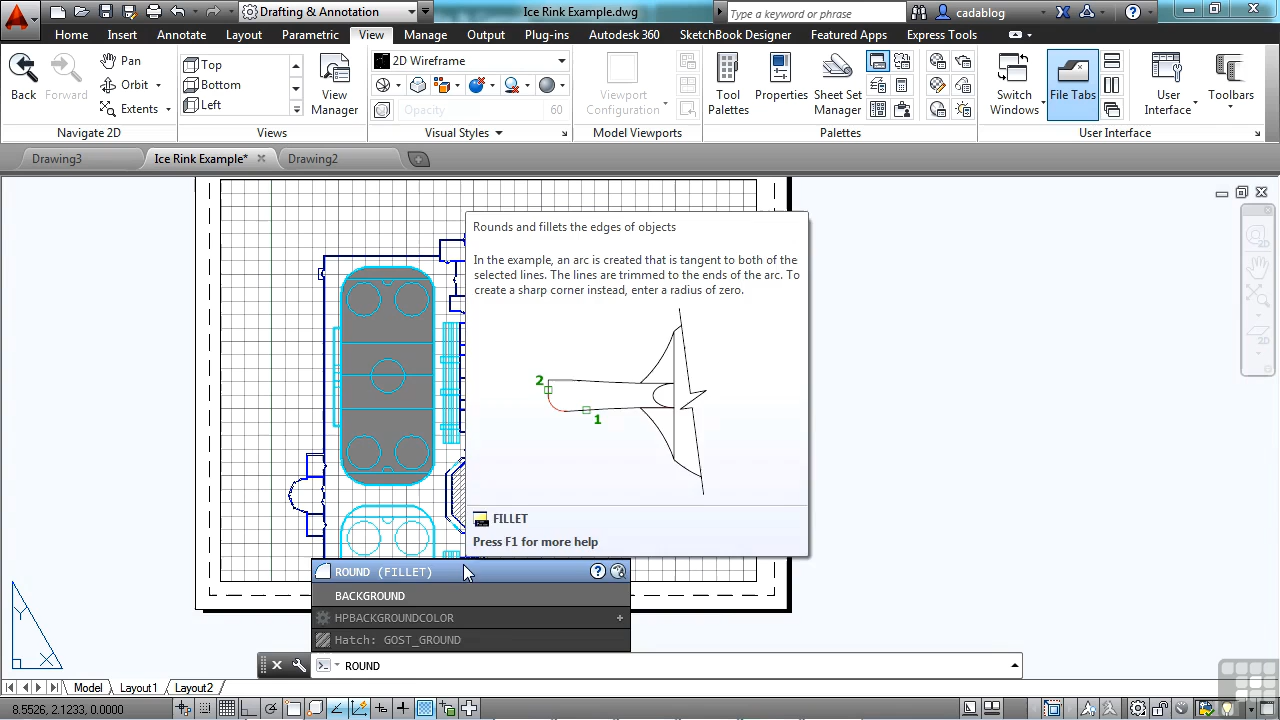 Drafting & Annotation
Ice Rink Example.dwg
Type a keyword or phrase
cadablog
Home
Insert
Annotate
Layout
Parametric
View
Manage
Output
Plug-ins
Autodesk 360
SketchBook Designer
Featured Apps
Express Tools
Back
Forward
Pan
Orbit
Extents
Navigate 2D
Top
Bottom
Left
View
Manager
Views
2D Wireframe
Opacity
60
Visual Styles
Viewport
Configuration
Model Viewports
Tool
Palettes
Properties
Sheet Set
Manager
Palettes
Switch
Windows
File Tabs
User
Interface
Toolbars
User Interface
Drawing3
Ice Rink Example*
Drawing2
Rounds and fillets the edges of objects
In the example, an arc is created that is tangent to both of the
selected lines. The lines are trimmed to the ends of the arc. To
create a sharp corner instead, enter a radius of zero.
2
1
FILLET
Press F1 for more help
ROUND (FILLET)
BACKGROUND
HPBACKGROUNDCOLOR
Hatch: GOST_GROUND
ROUND
Y
X
Model
Layout1
Layout2
8.5526, 2.1233, 0.0000